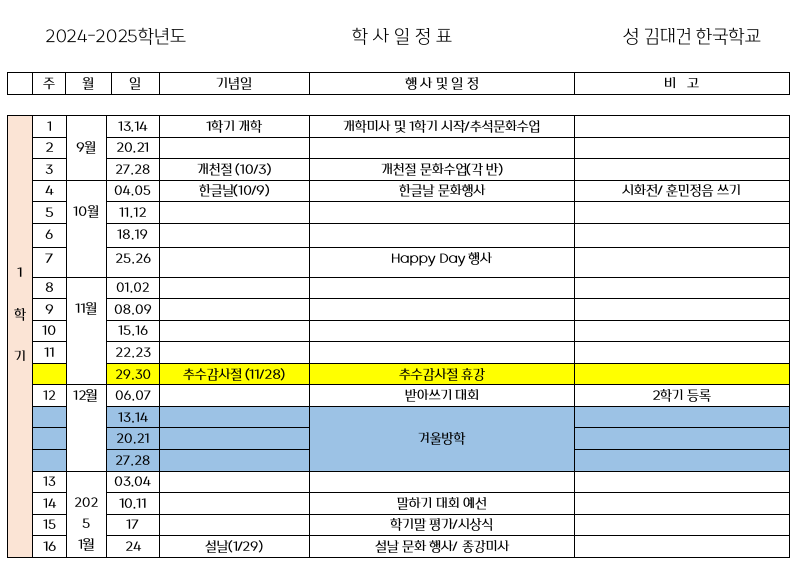 2024-2025학년도 학 사 일 정 표 성 김대건 한국학교
주 월 일 기념일 행 사 및 일 정 비 고
1 13.14 1학기 개학 개학미사 및 1학기 시작/추석문화수업
2 9월 20.21
3 27.28 개천절 (10/3) 개천절 문화수업(각 반)
4 04.05 한글날(10/9) 한글날 문화행사 시화전/ 훈민정음 쓰기
5 10월 11.12
6 18.19
7 25.26 Happy Day 행사
1
8 01.02
9 11월 08.09
학
10 15.16
11 22.23
기
29.30 추수감사절 (11/28) 추수감사절 휴강
12 12월 06.07 받아쓰기 대회 2학기 등록
13.14
20.21 겨울방학
27.28
13 03.04
14 202 10.11 말하기 대회 예선
15 5 17 학기말 평가/시상식
16 1월 24 설날(1/29) 설날 문화 행사/ 종강미사